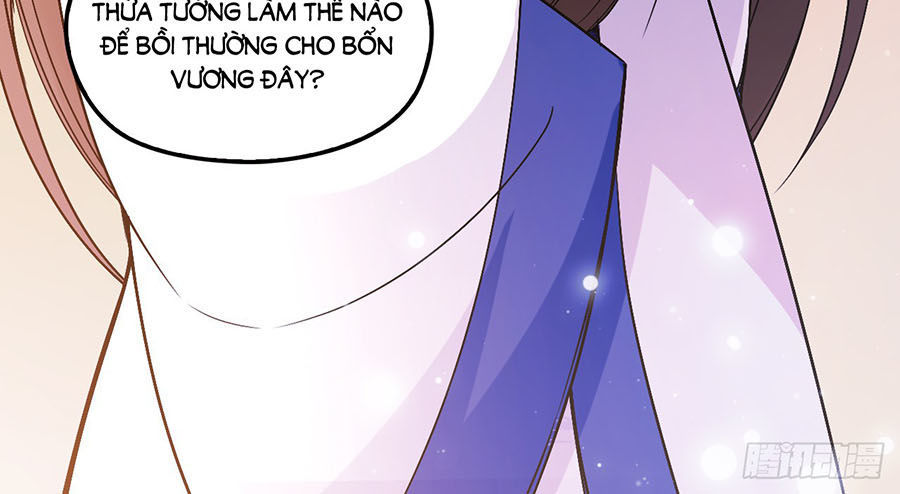 THỪA TƯỚNG LÀM THẾ NÀO
ĐỂ BỒI THƯỜNG CHO BỔN
VƯƠNG ĐÂY?
腾讯动漫